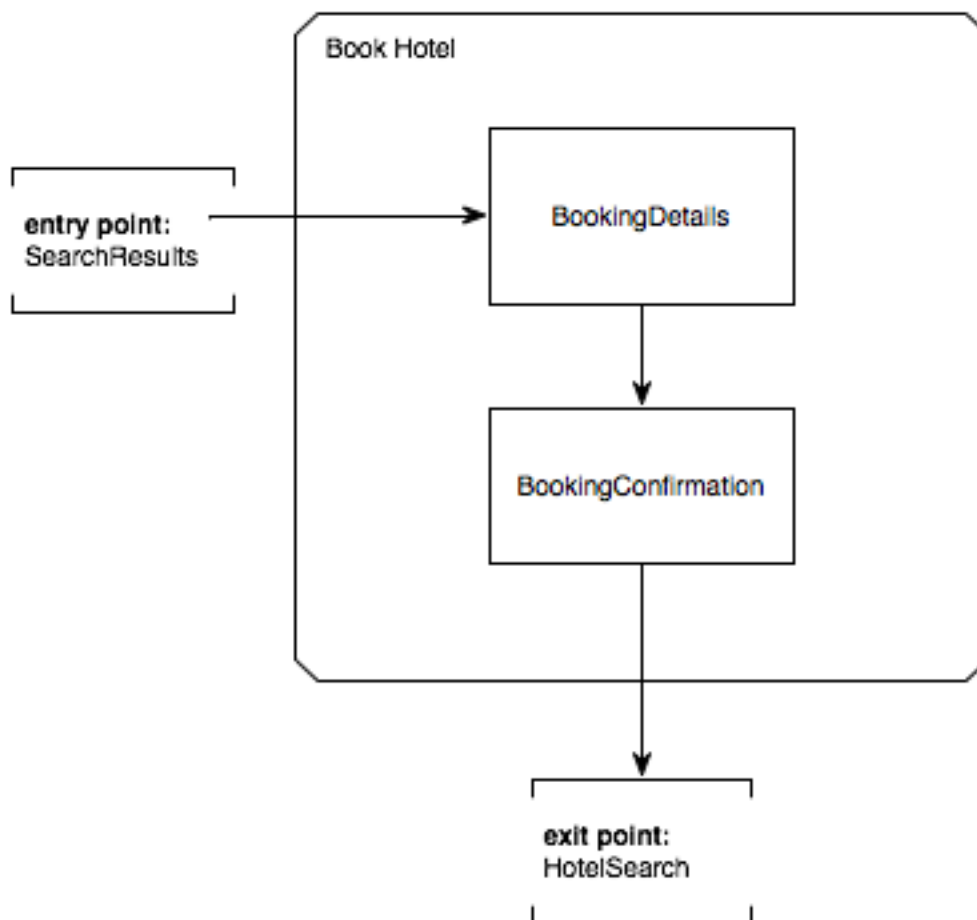 Book Hotel
entry point:
SearchResults
BookingDetails
BookingConfirmation
exit point:
HotelSearch